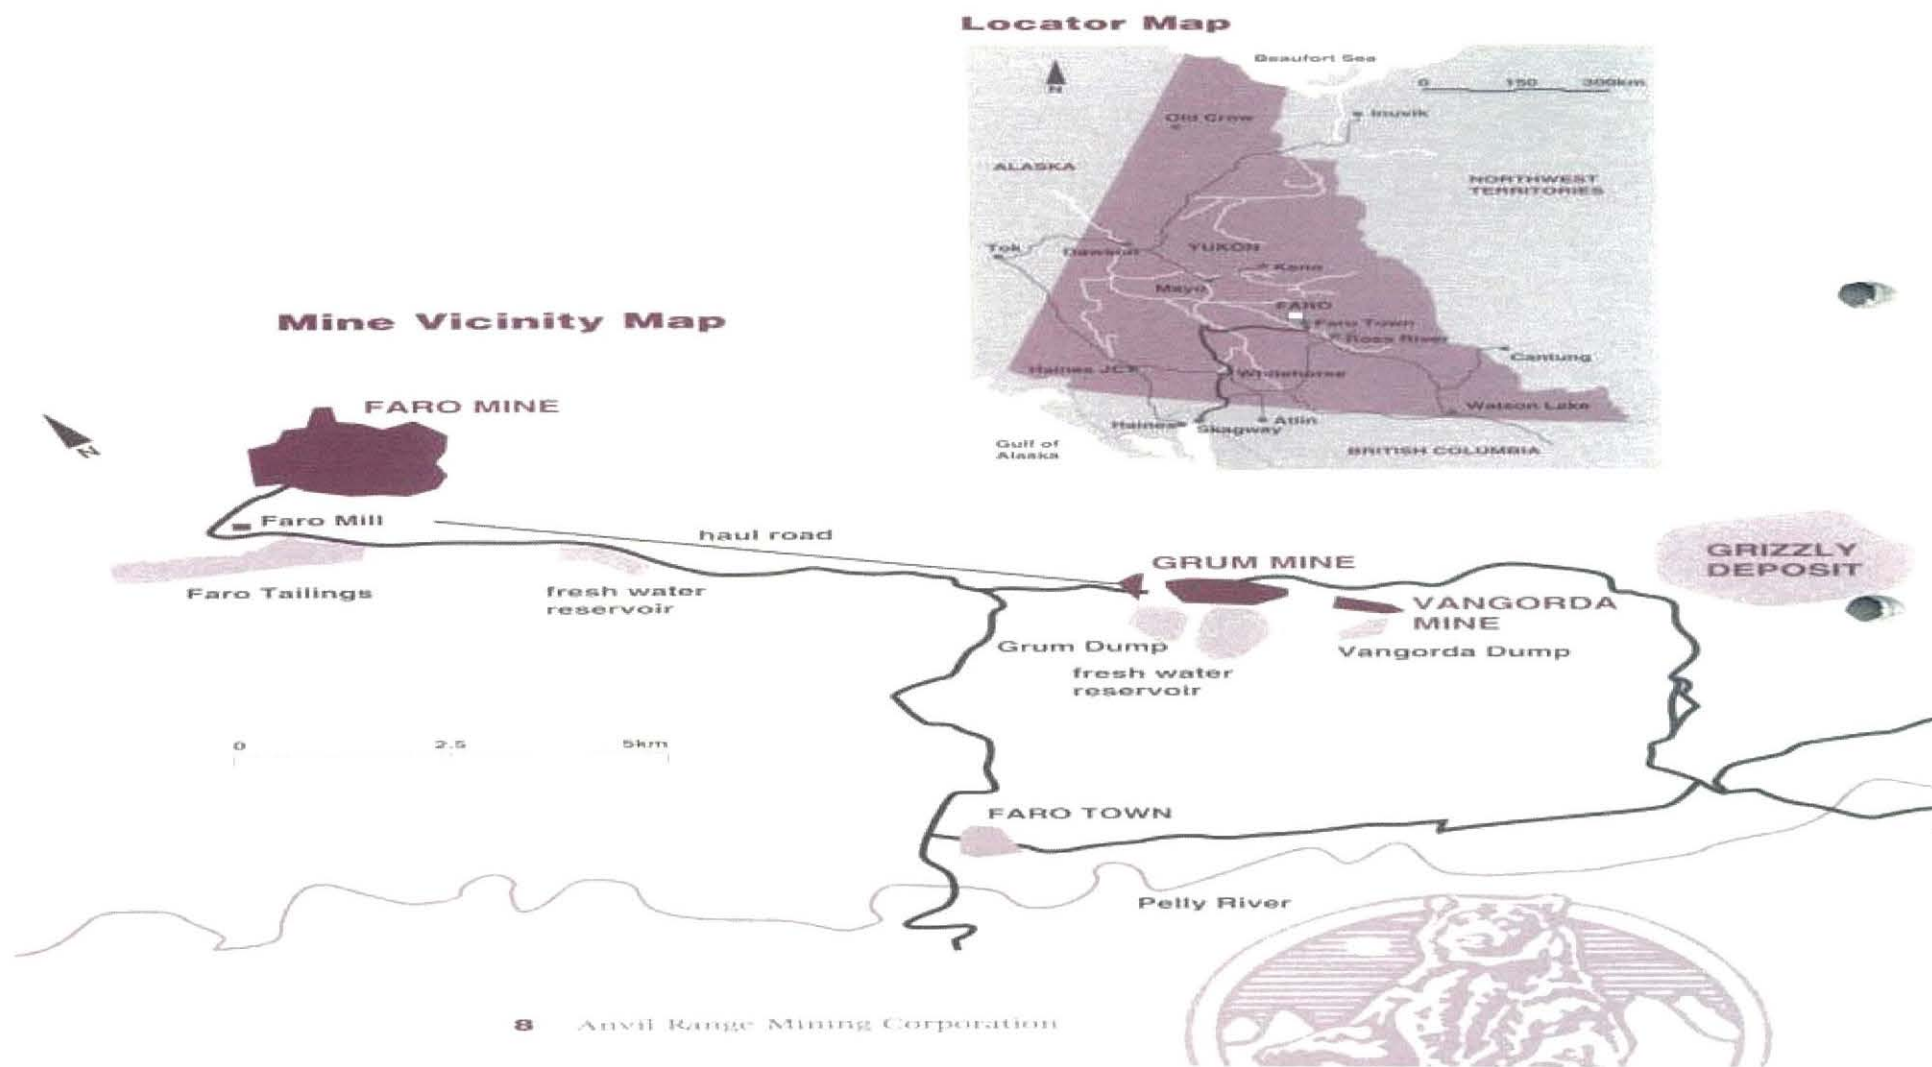 Locator Map
Beaufort Sea
N
0 150 300km
Old Crow
Inuvik
ALASKA
NORTHWEST
TERRITORIES
Tok
Dawson
YUKON
Keno
Mayo
FARO
Faro Town
Ross River
Cantung
Haines JCT
Whitehorse
Watson Lake
Haines
Skagway
Atlin
Gulf of
Alaska
BRITISH COLUMBIA
Mine Vicinity Map
N
FARO MINE
Faro Mill
haul road
Faro Tailings
fresh water
reservoir
GRUM MINE
GRIZZLY
DEPOSIT
VANGORDA
MINE
Grum Dump
Vangorda Dump
fresh water
reservoir
0 2.5 5km
FARO TOWN
Pelly River
8 Anvil Range Mining Corporation